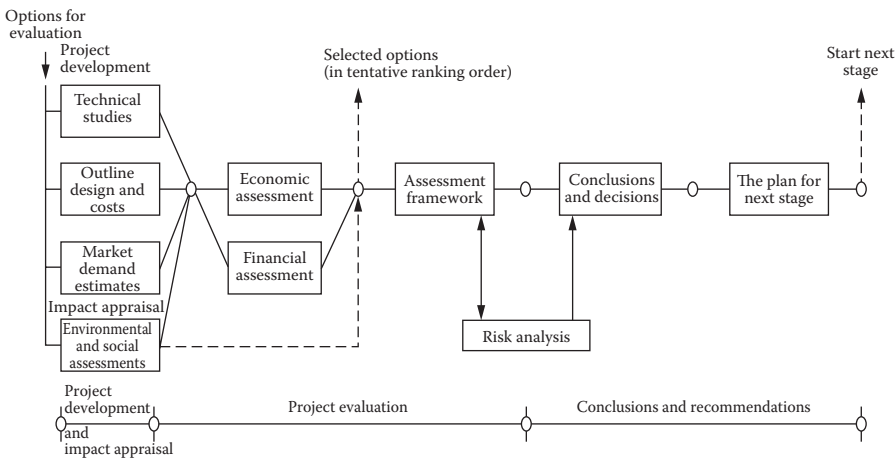 Options for
evaluation
Project
development
Technical
studies
Outline
design and
costs
Market
demand
estimates
Impact appraisal
Environmental
and social
assessments
Economic
assessment
Financial
assessment
Selected options
(in tentative ranking order)
Assessment
framework
Conclusions
and decisions
Risk analysis
The plan for
next stage
Start next
stage
Project
development
and
impact appraisal
Project evaluation
Conclusions and recommendations